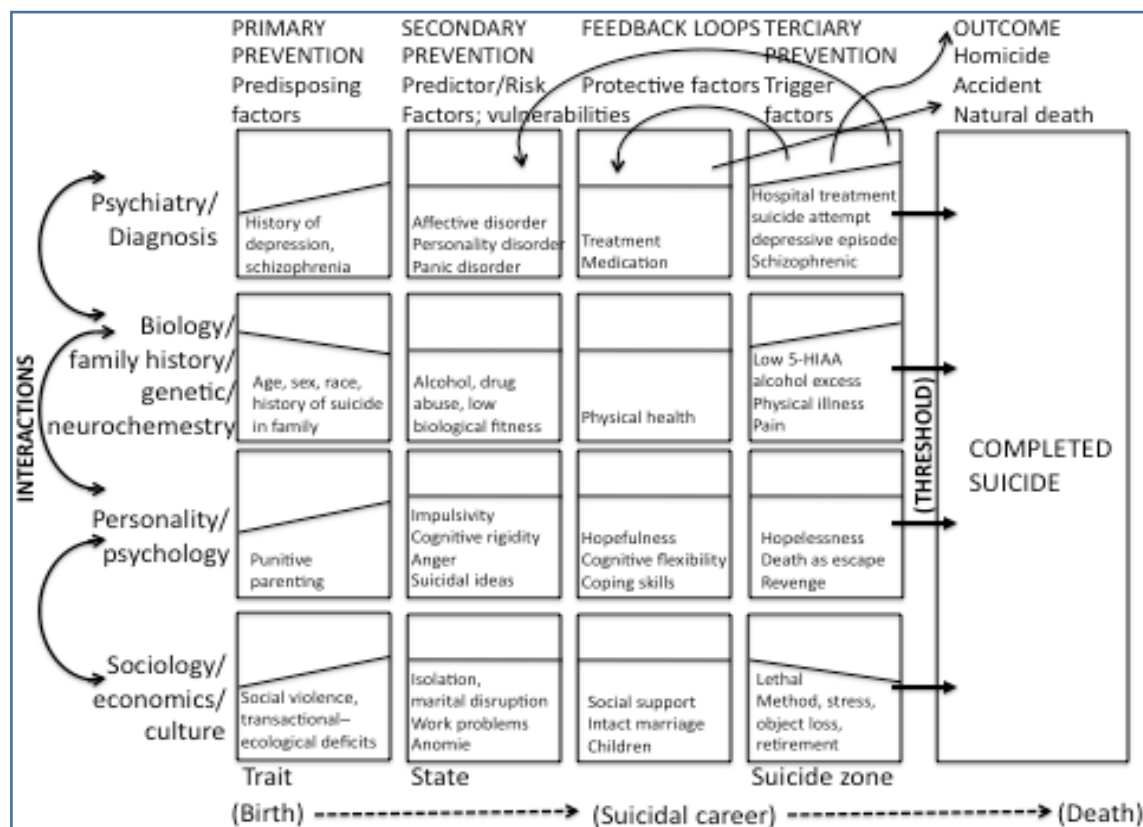 PRIMARY
PREVENTION
Predisposing
factors
SECONDARY
PREVENTION
Predictor/Risk
Factors; vulnerabilities
FEEDBACK LOOPS
Protective factors
TERCIARY
PREVENTION
Trigger
factors
OUTCOME
Homicide
Accident
Natural death
INTERACTIONS
Psychiatry/
Diagnosis
History of
depression,
schizophrenia
Affective disorder
Personality disorder
Panic disorder
Treatment
Medication
Hospital treatment
suicide attempt
depressive episode
Schizophrenic
Biology/
family history/
genetic/
neurochemestry
Age, sex, race,
history of suicide
in family
Alcohol, drug
abuse, low
biological fitness
Physical health
Low 5-HIAA
alcohol excess
Physical illness
Pain
(THRESHOLD)
COMPLETED
SUICIDE
Personality/
psychology
Punitive
parenting
Impulsivity
Cognitive rigidity
Anger
Suicidal ideas
Hopefulness
Cognitive flexibility
Coping skills
Hopelessness
Death as escape
Revenge
Sociology/
economics/
culture
Social violence,
transactional–
ecological deficits
Isolation,
marital disruption
Work problems
Anomie
Social support
Intact marriage
Children
Lethal
Method, stress,
object loss,
retirement
Trait
State
Suicide zone
(Birth)
(Suicidal career)
(Death)